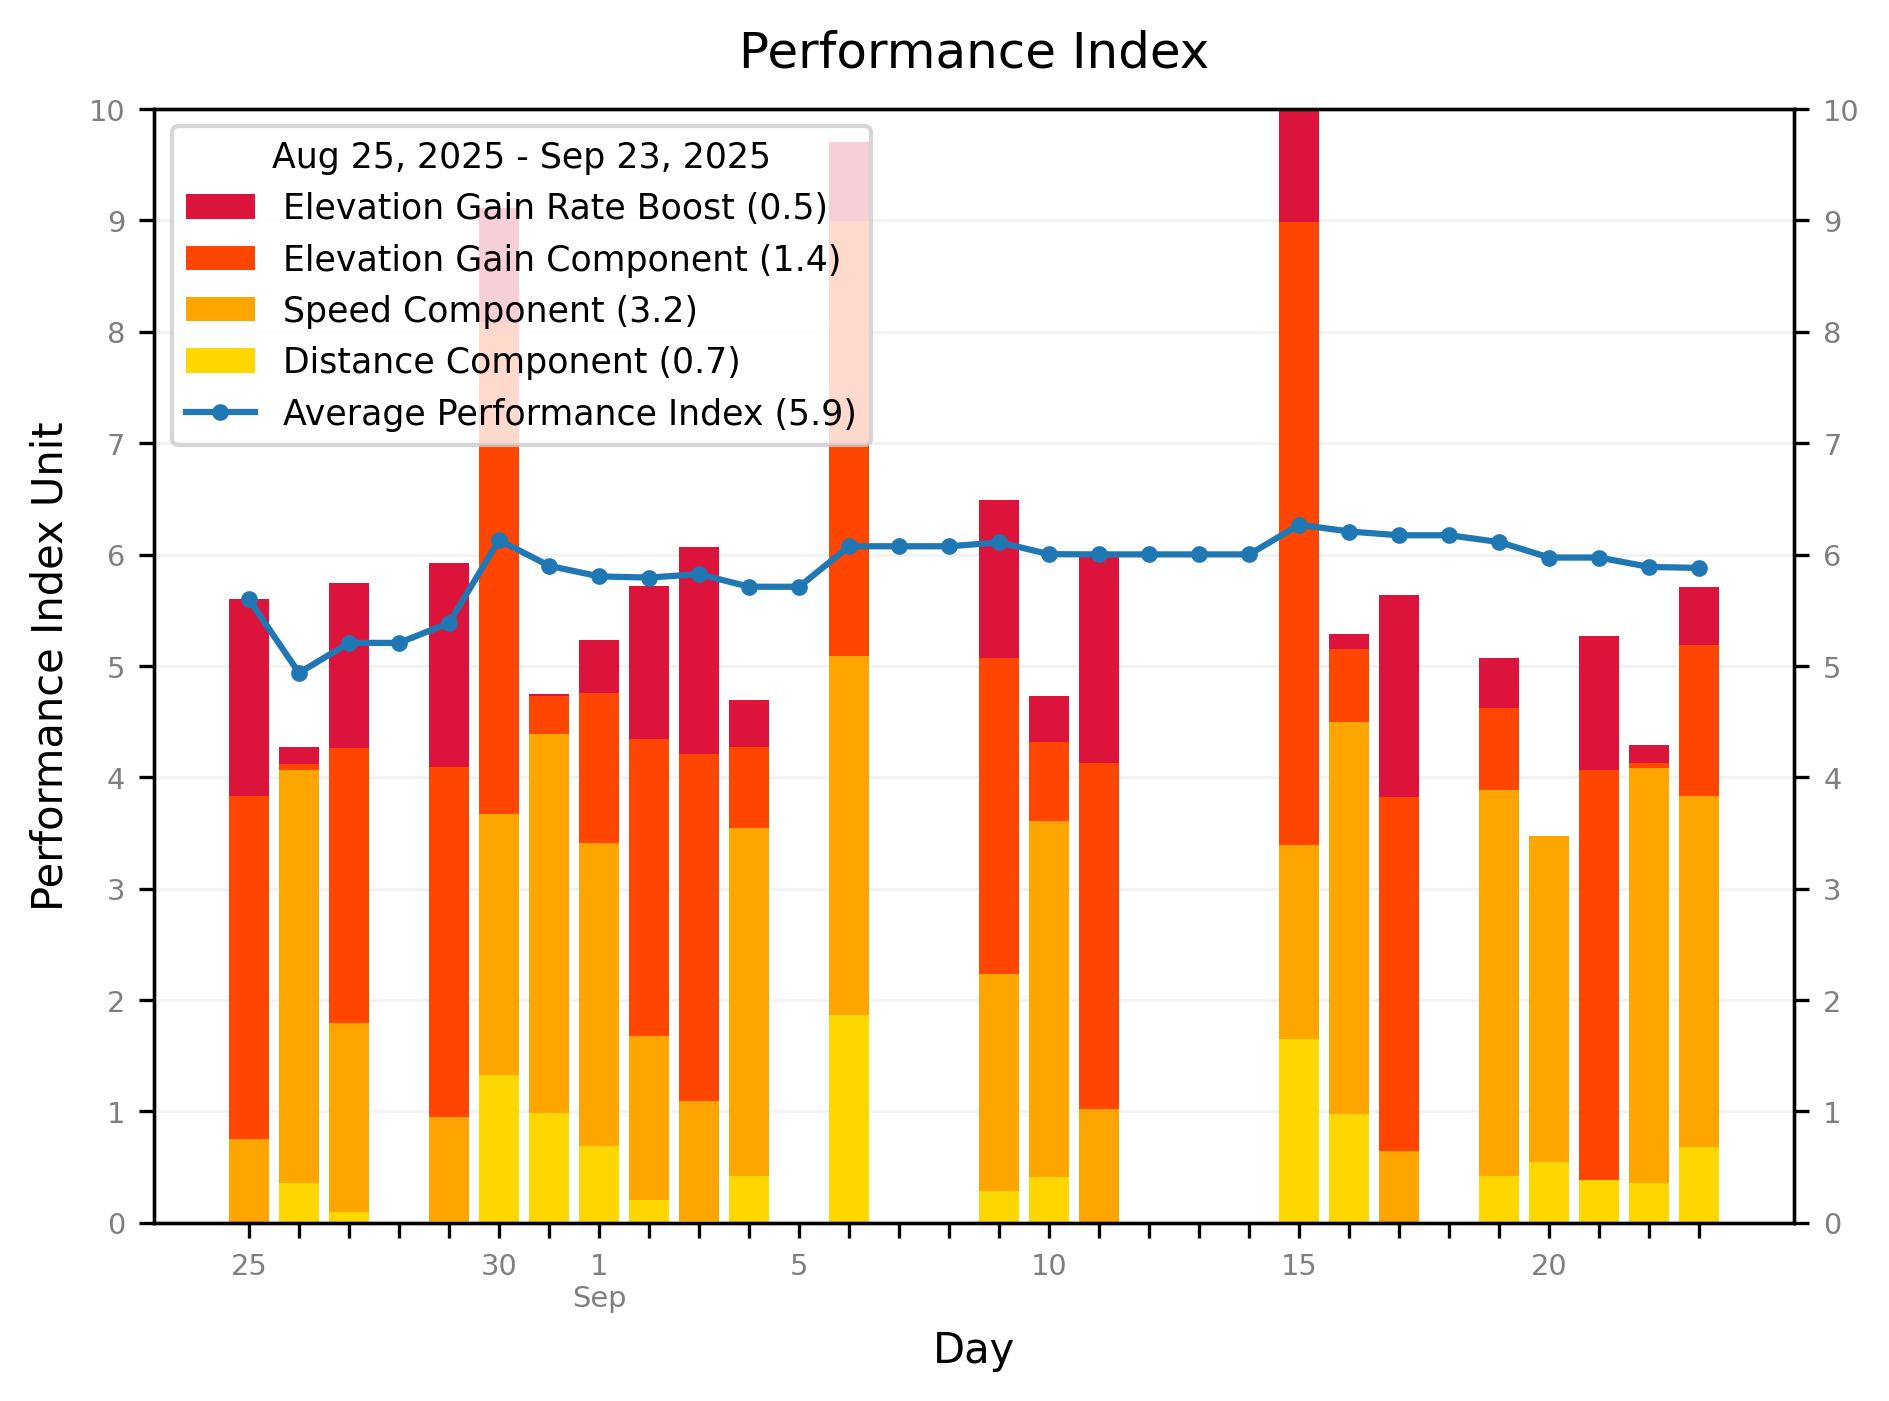 Performance Index
Aug 25, 2025 - Sep 23, 2025
Elevation Gain Rate Boost (0.5)
Elevation Gain Component (1.4)
Speed Component (3.2)
Distance Component (0.7)
Average Performance Index (5.9)
Performance Index Unit
10
9
8
7
6
5
4
3
2
1
0
10
9
8
7
6
5
4
3
2
1
0
25 30 1 5 10 15 20
Sep
Day